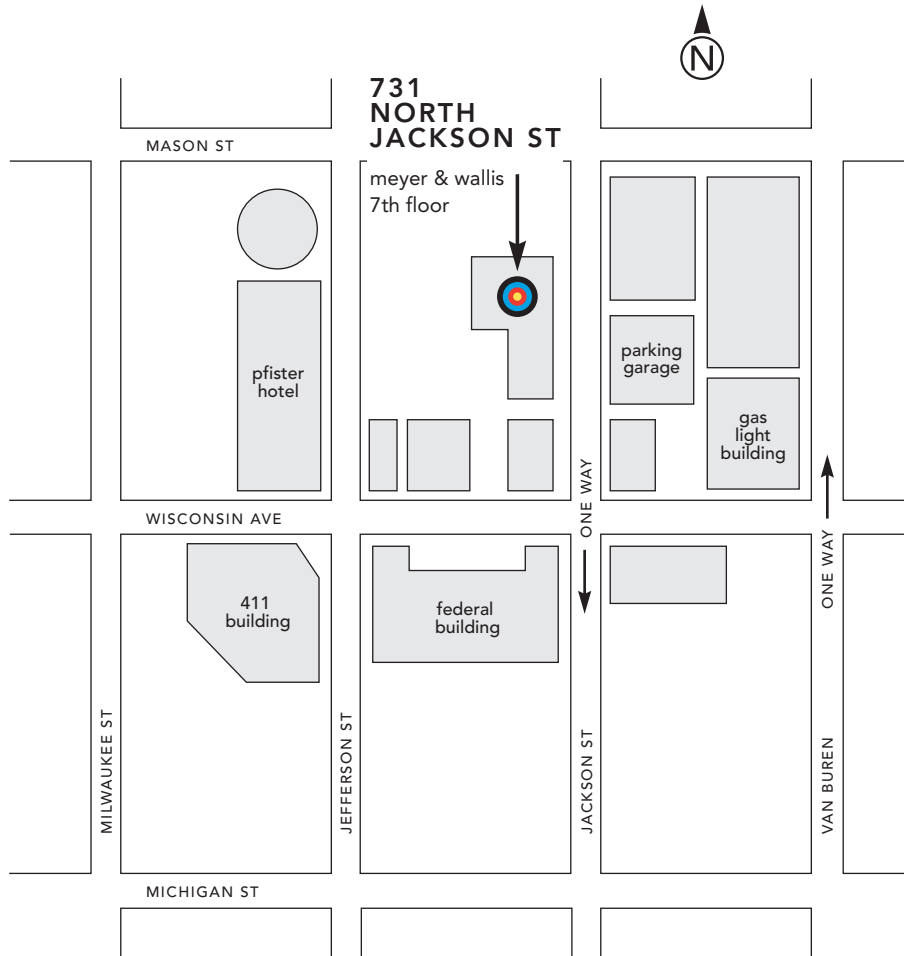 N
731
NORTH
JACKSON ST
MASON ST
meyer & wallis
7th floor
pfister
hotel
parking
garage
gas
light
building
WISCONSIN AVE
ONE WAY
ONE WAY
411
building
federal
building
MILWAUKEE ST
JEFFERSON ST
JACKSON ST
VAN BUREN
MICHIGAN ST